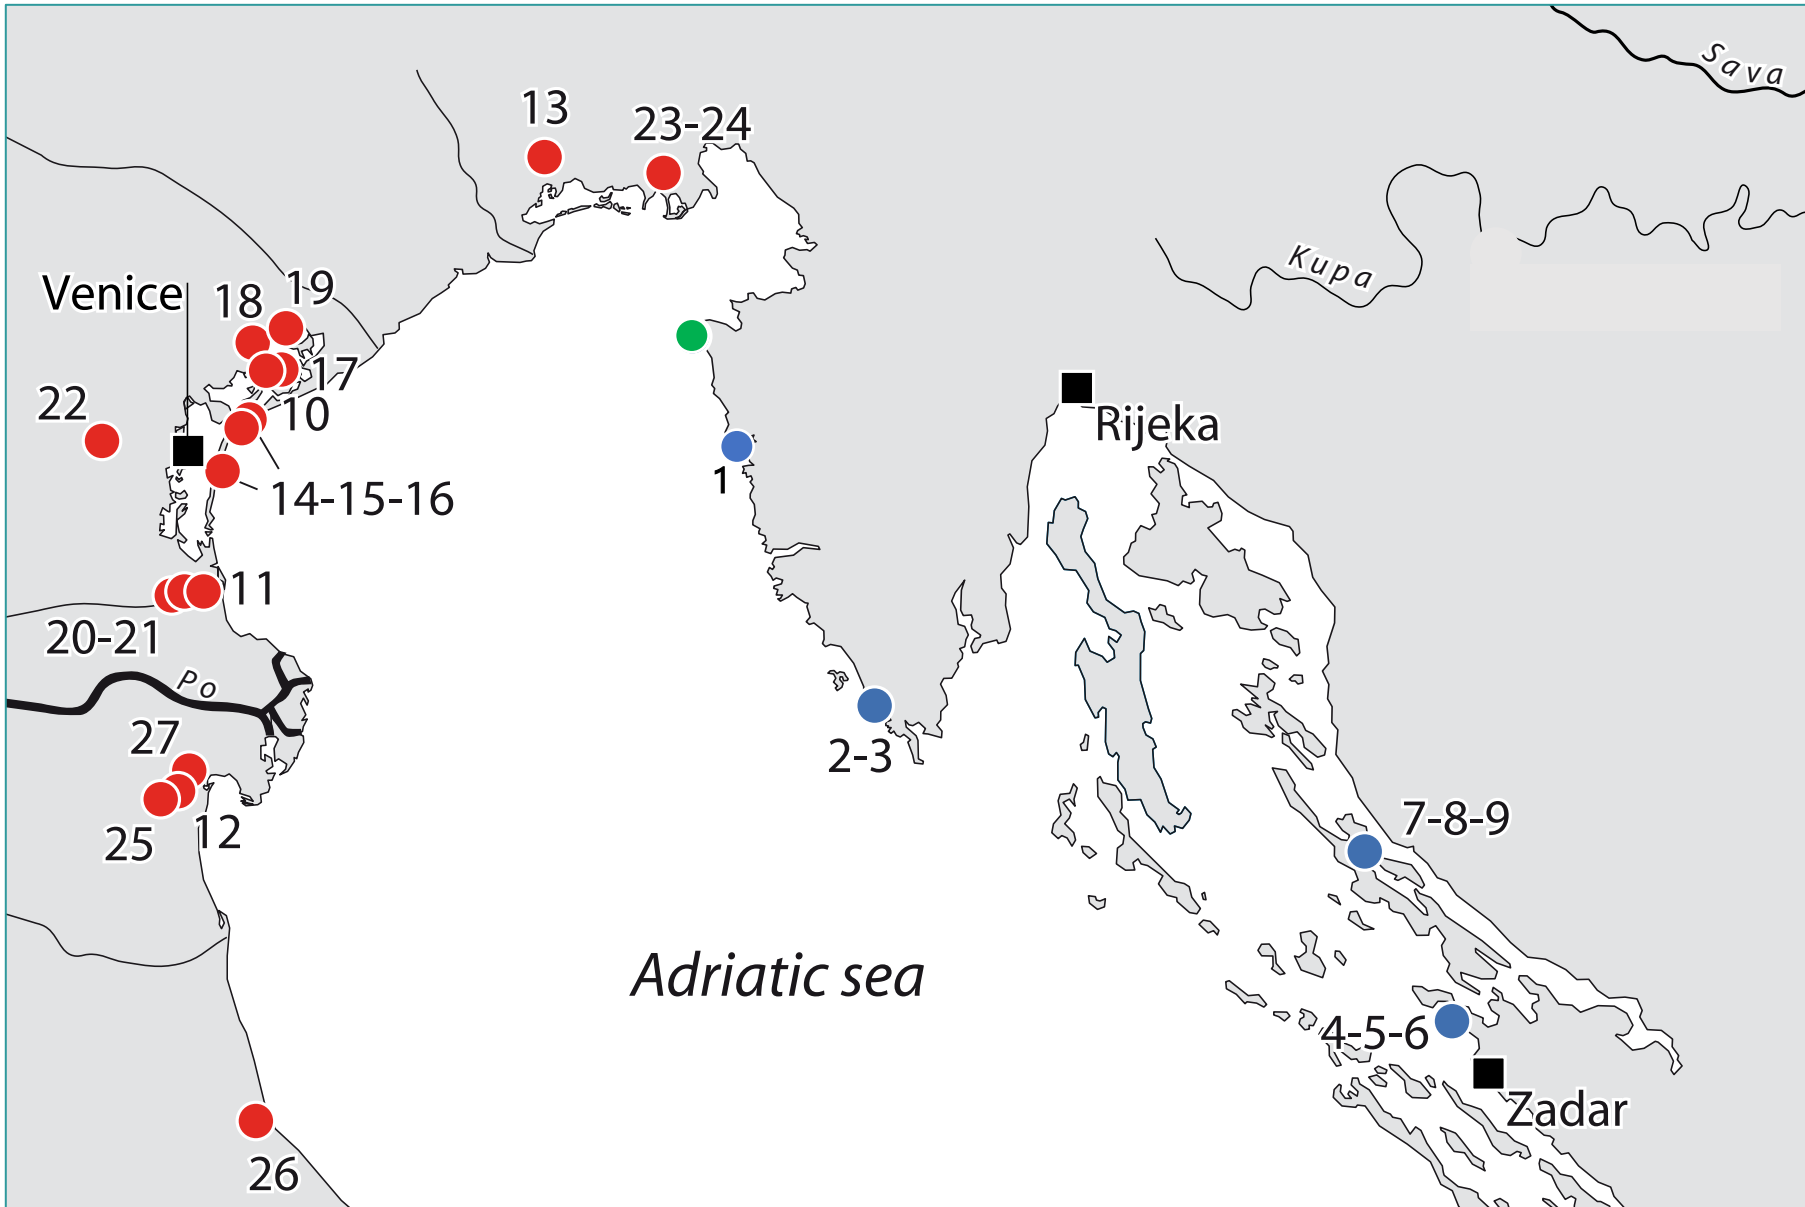 Sava
13
23-24
Kupa
Venice
18
19
17
22
10
Rijeka
1
14-15-16
11
20-21
Po
27
2-3
25
12
7-8-9
Adriatic sea
4-5-6
Zadar
26